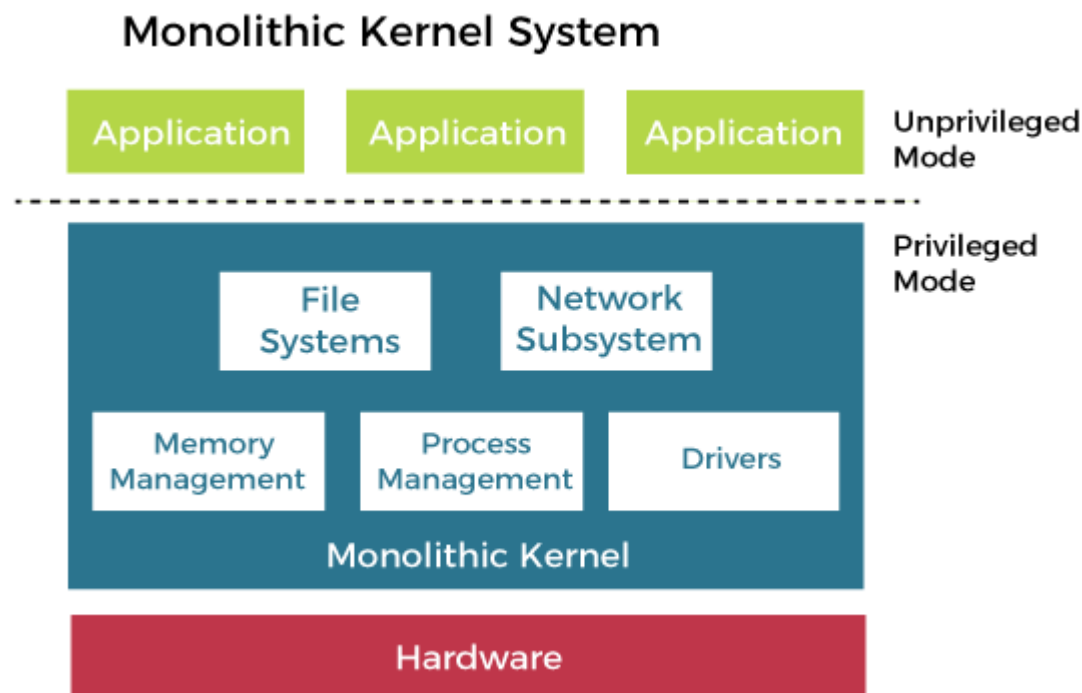 Monolithic Kernel System
Application
Application
Application
Unprivileged
Mode
Privileged
Mode
File
Systems
Network
Subsystem
Memory
Management
Process
Management
Drivers
Monolithic Kernel
Hardware